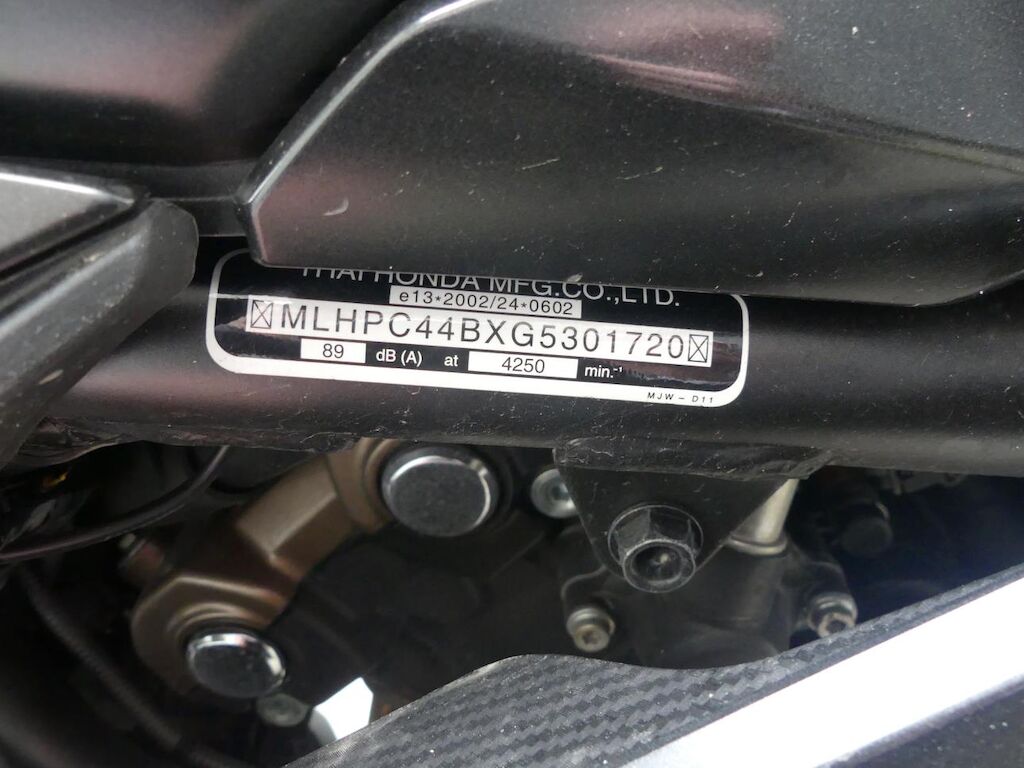 THAI HONDA MFG.CO.,LTD.
e13*2002/24*0602
MLHPC44BXG5301720
89 dB(A) at 4250 min.⁻¹
MJW - D11